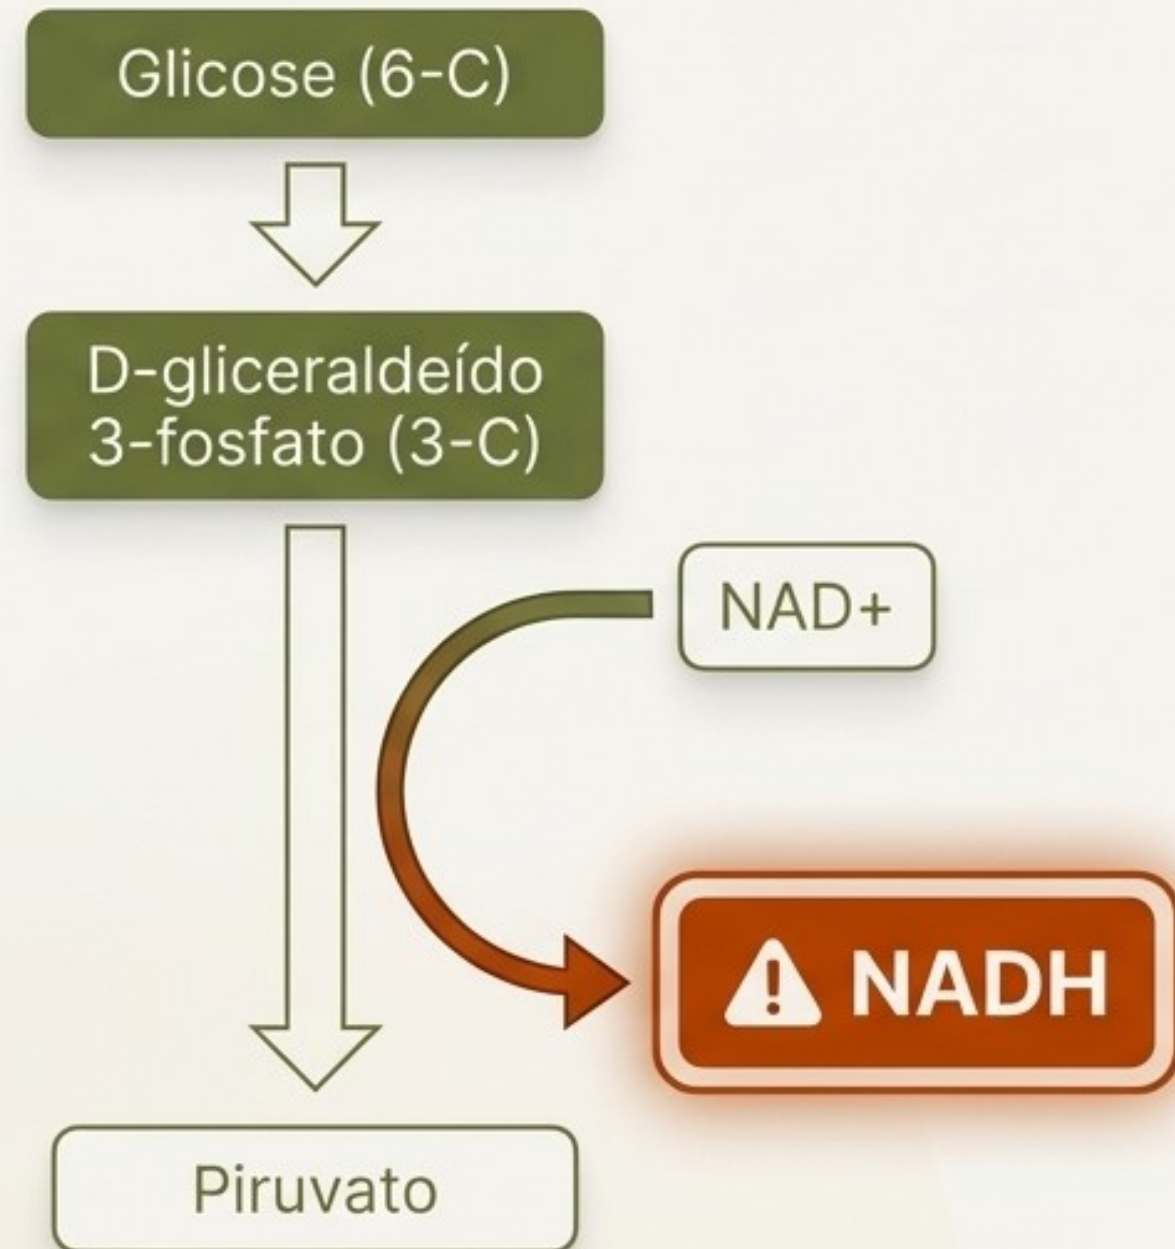 Glicose (6-C)
D-gliceraldeído
3-fosfato (3-C)
NAD+
NADH
Piruvato